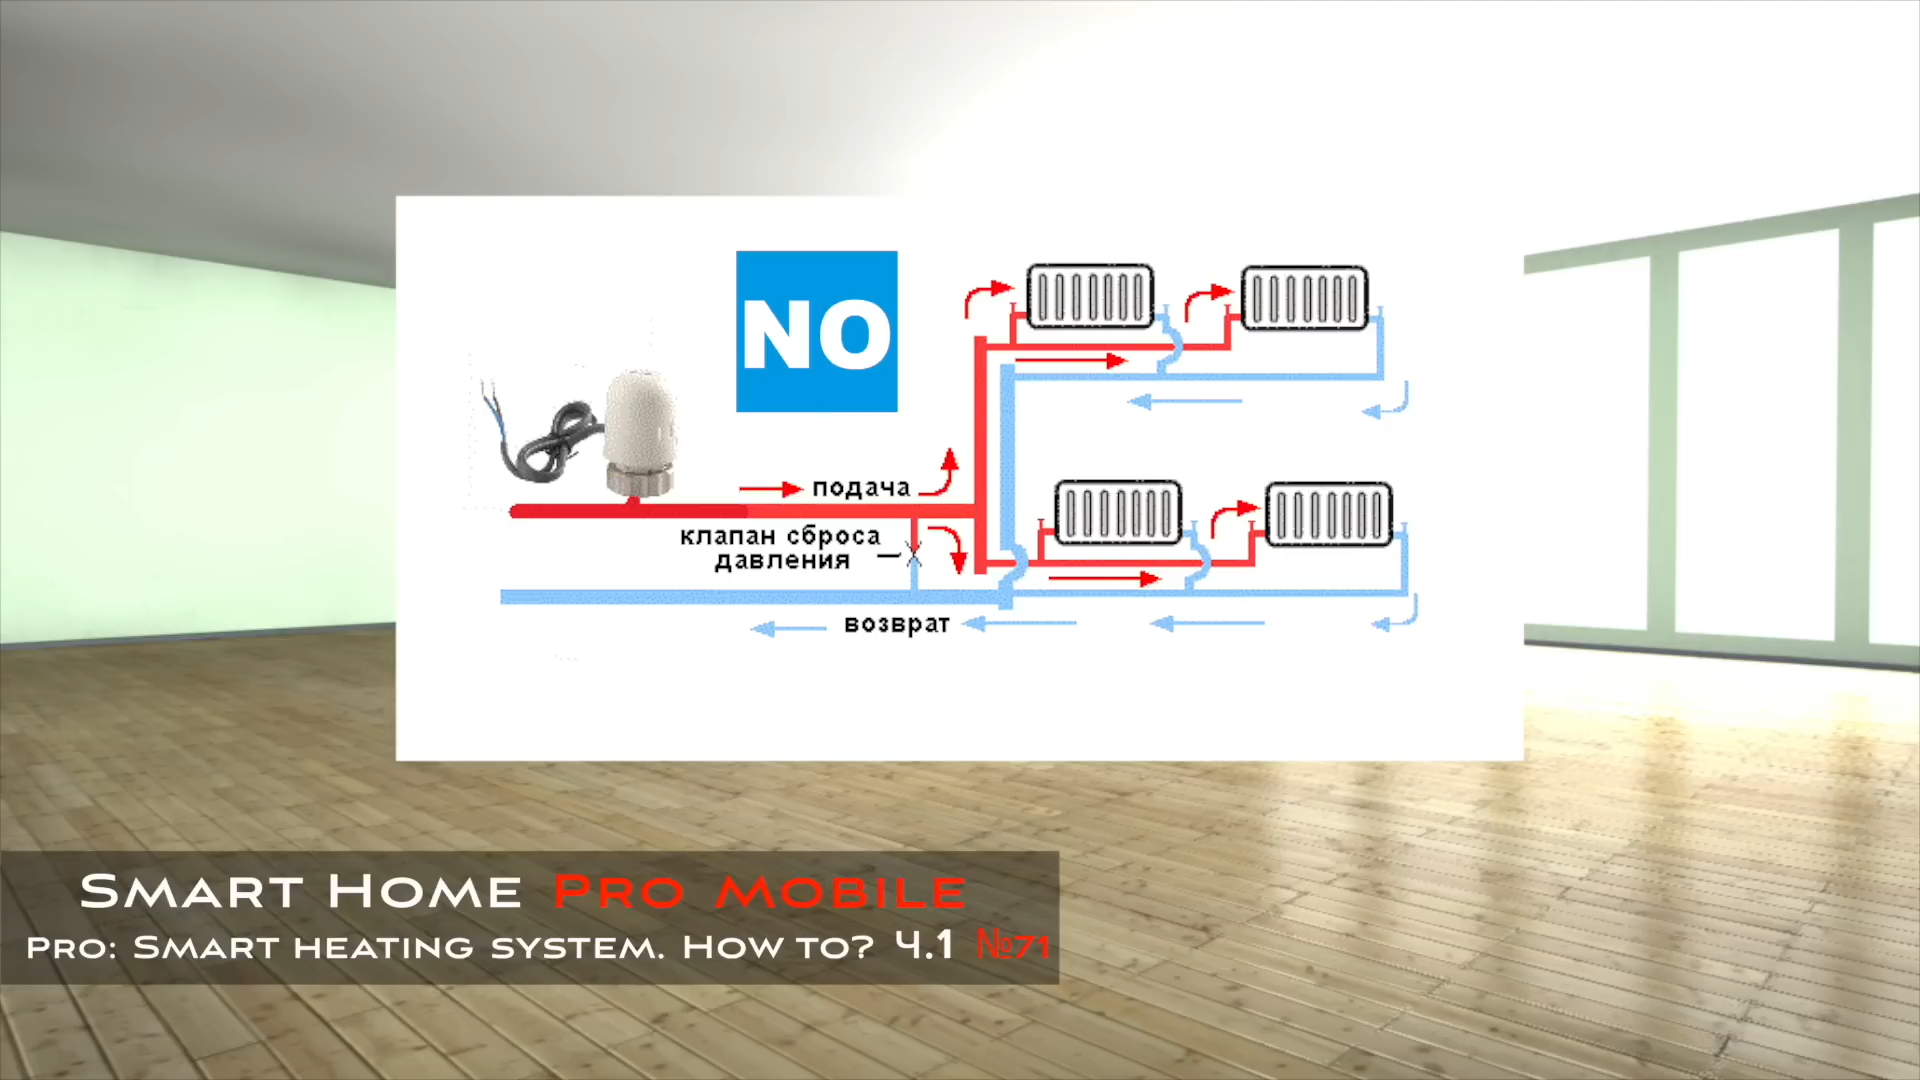 NO
подача
клапан сброса
давления
возврат
Smart Home Pro Mobile
Pro: Smart heating system. How to? Ч.1 №71